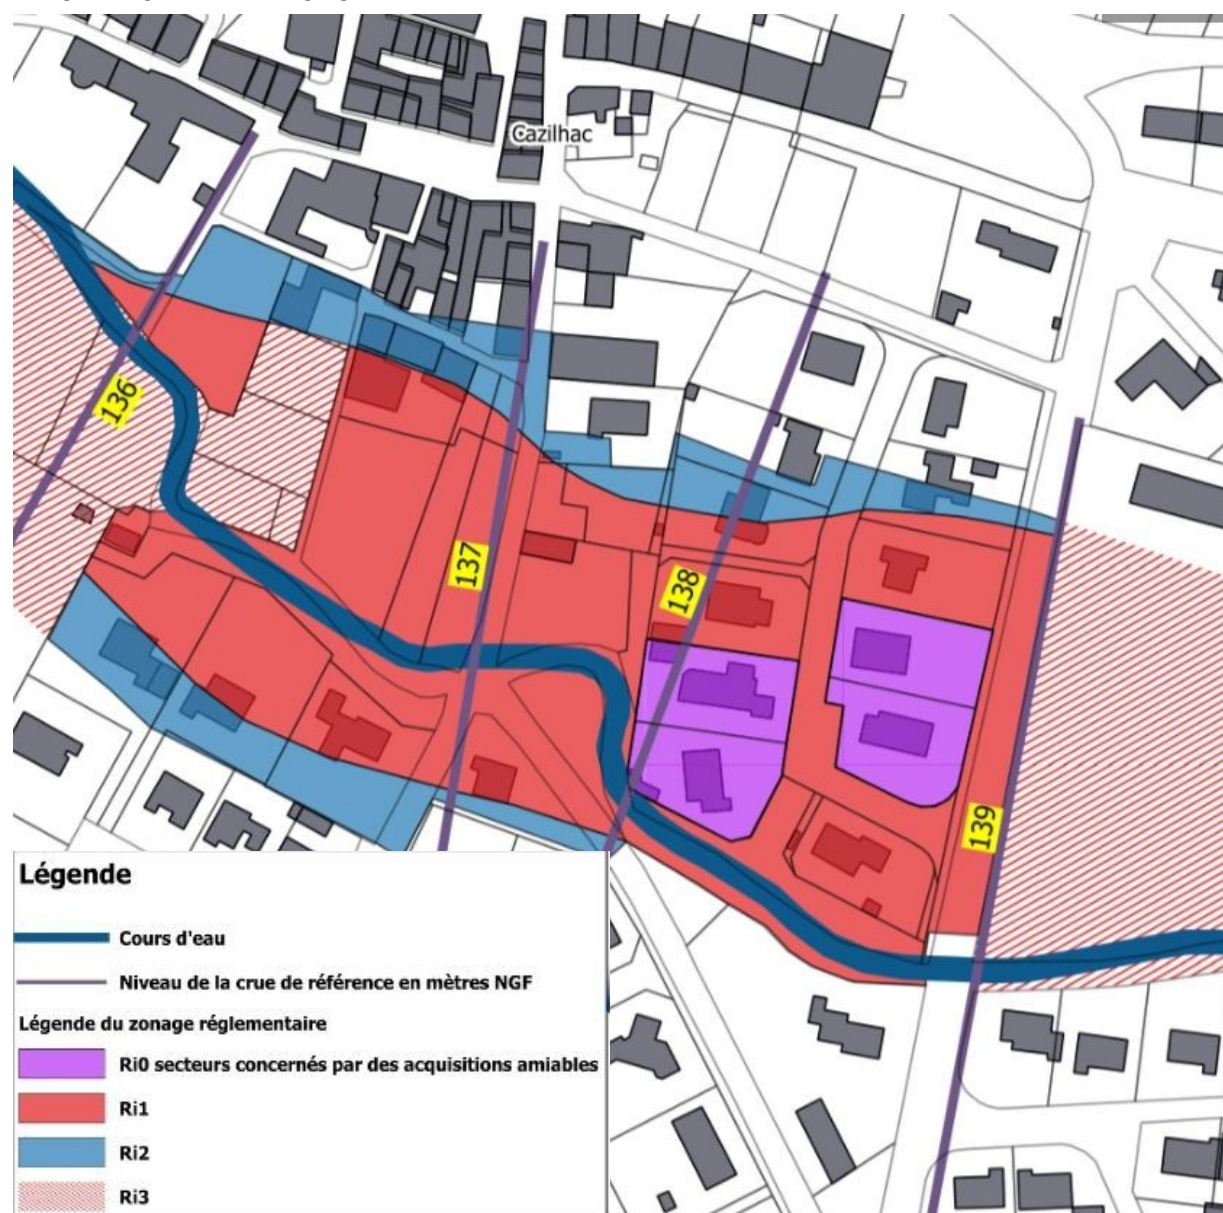 Cazilhac
136
137
138
139
Légende
Cours d'eau
Niveau de la crue de référence en mètres NGF
Légende du zonage réglementaire
Ri0 secteurs concernés par des acquisitions amiables
Ri1
Ri2
Ri3